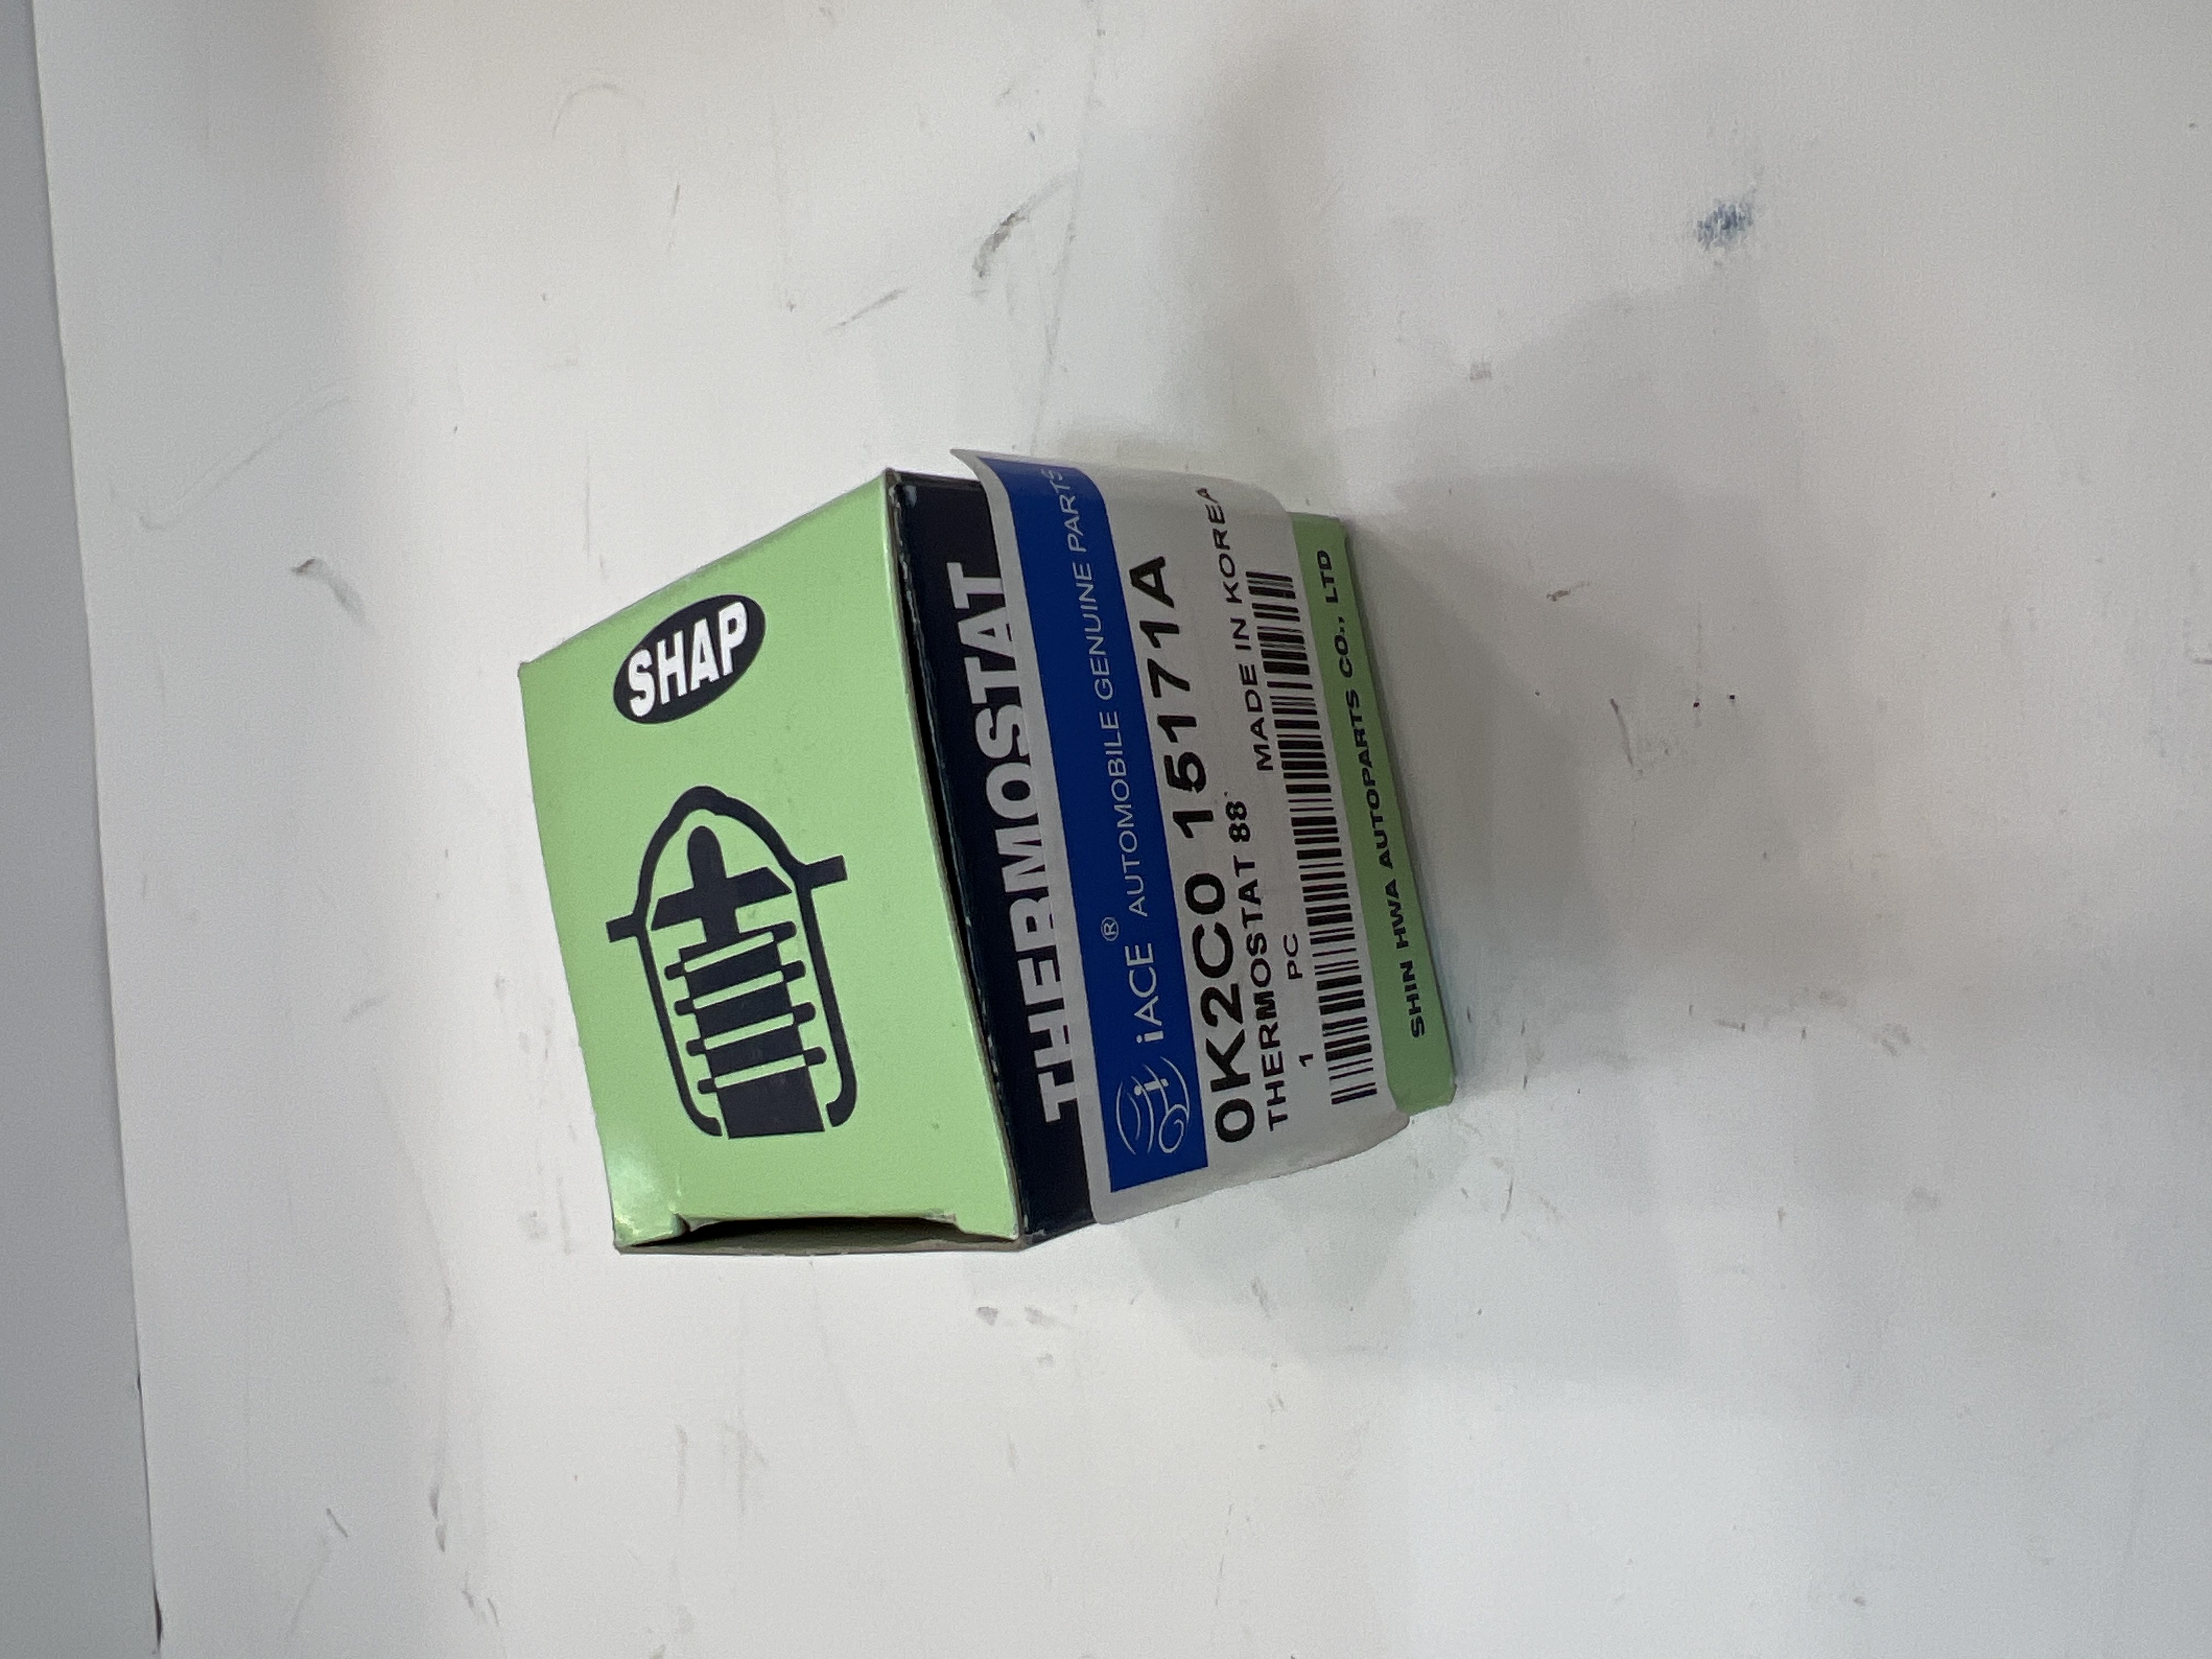 SHAP
THERMOSTAT
iACE ® AUTOMOBILE GENUINE PARTS
0K2C0 15171A
THERMOSTAT 88'
MADE IN KOREA
1 PC
SHIN HWA AUTOPARTS CO., LTD